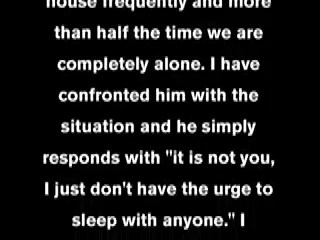 house frequently and more
than half the time we are
completely alone. I have
confronted him with the
situation and he simply
responds with "it is not you,
I just don't have the urge to
sleep with anyone." I